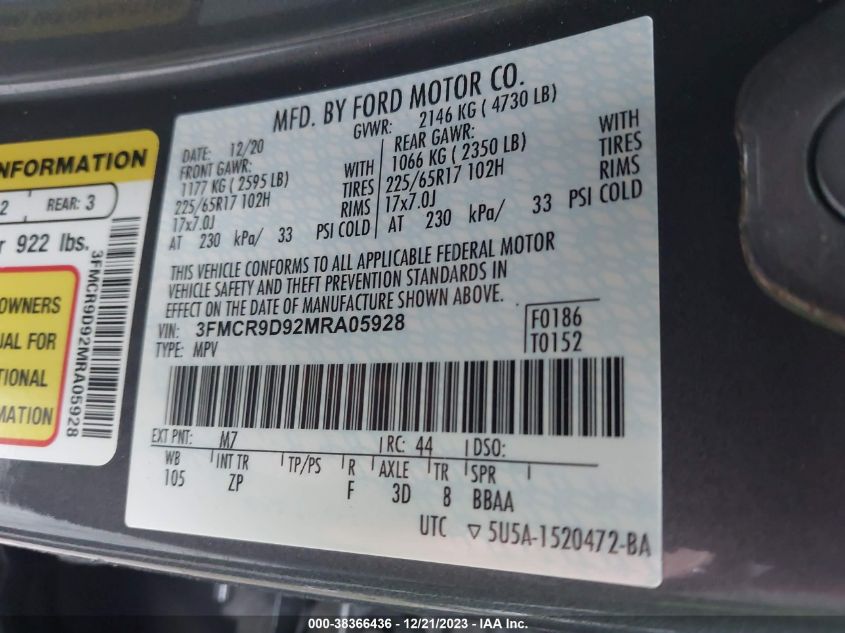 MFD. BY FORD MOTOR CO.
DATE: 12/20
GVWR: 2146 KG ( 4730 LB)
FRONT GAWR: WITH
1177 KG ( 2595 LB) TIRES
225/65R17 102H RIMS
17x7.0J
AT 230 kPa/ 33 PSI COLD
REAR GAWR: WITH
1066 KG ( 2350 LB) TIRES
225/65R17 102H RIMS
17x7.0J
AT 230 kPa/ 33 PSI COLD
THIS VEHICLE CONFORMS TO ALL APPLICABLE FEDERAL MOTOR
VEHICLE SAFETY AND THEFT PREVENTION STANDARDS IN
EFFECT ON THE DATE OF MANUFACTURE SHOWN ABOVE.
VIN: 3FMCR9D92MRA05928
TYPE: MPV
F0186
T0152
EXT PNT: M7 RC: 44 DSO:
WB INT TR TP/PS R AXLE TR SPR
105 ZP F 3D 8 BBAA
UTC ▽ 5U5A-1520472-BA
INFORMATION
2 REAR: 3
r 922 lbs.
OWNERS
UAL FOR
TIONAL
MATION
3FMCR9D92MRA05928
000-38366436 - 12/21/2023 - IAA Inc.